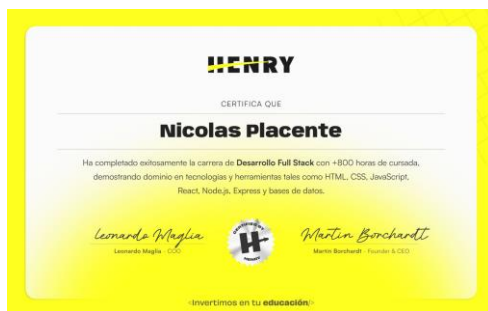 HENRY
CERTIFICA QUE
Nicolas Placente
Ha completado exitosamente la carrera de Desarrollo Full Stack con +800 horas de cursada,
demostrando dominio en tecnologías y herramientas tales como HTML, CSS, JavaScript,
React, Node.js, Express y bases de datos.
Leonardo Maglia
Martin Borchardt
Leonardo Maglia - COO
Martin Borchardt - Founder & CEO
H
<Invertimos en tu educación/>